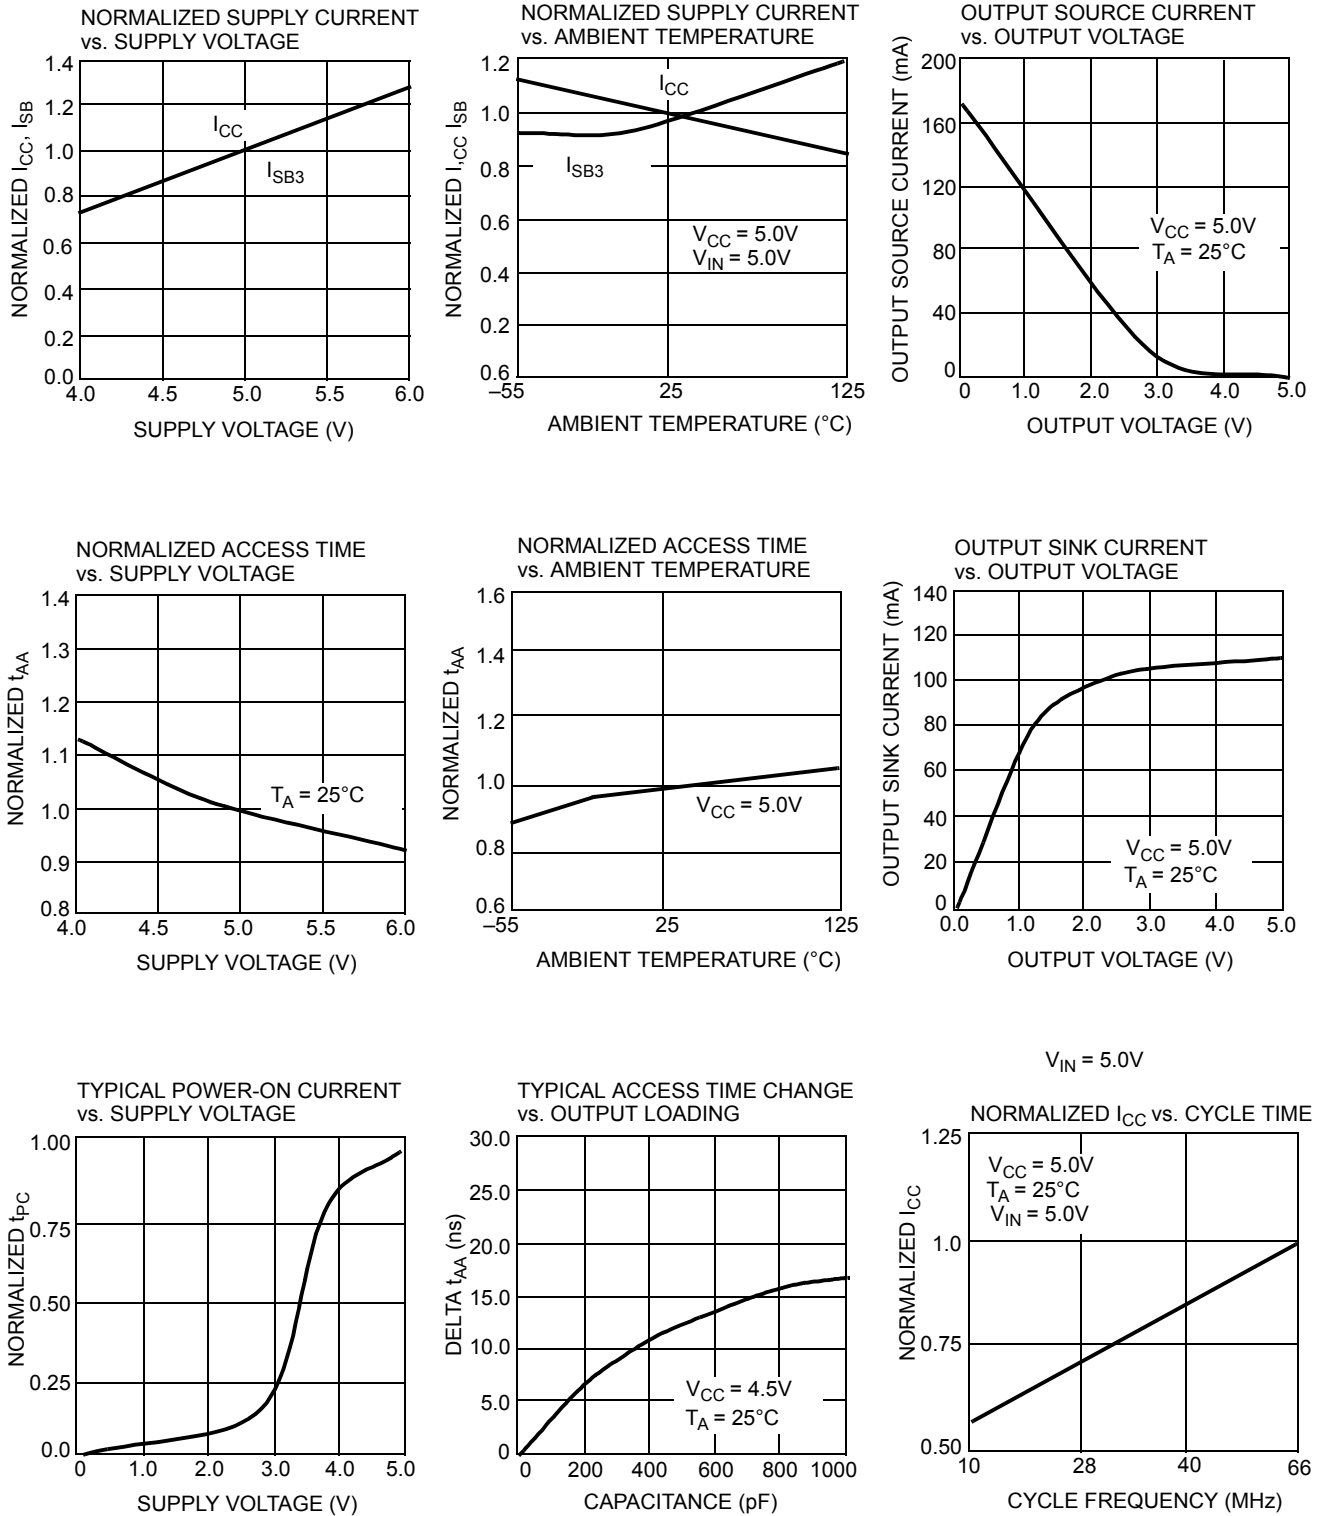 NORMALIZED SUPPLY CURRENT
vs. SUPPLY VOLTAGE
1.4
1.2
1.0
0.8
0.6
0.4
0.2
0.0
NORMALIZED ICC, ISB
ICC
ISB3
4.0 4.5 5.0 5.5 6.0
SUPPLY VOLTAGE (V)
NORMALIZED SUPPLY CURRENT
vs. AMBIENT TEMPERATURE
1.2
1.0
0.8
0.6
0.4
0.2
0.6
NORMALIZED I,CC ISB
ICC
ISB3
VCC = 5.0V
VIN = 5.0V
–55 25 125
AMBIENT TEMPERATURE (°C)
OUTPUT SOURCE CURRENT
vs. OUTPUT VOLTAGE
200
160
120
80
40
0
OUTPUT SOURCE CURRENT (mA)
VCC = 5.0V
TA = 25°C
0 1.0 2.0 3.0 4.0 5.0
OUTPUT VOLTAGE (V)
NORMALIZED ACCESS TIME
vs. SUPPLY VOLTAGE
1.4
1.3
1.2
1.1
1.0
0.9
0.8
NORMALIZED tAA
TA = 25°C
4.0 4.5 5.0 5.5 6.0
SUPPLY VOLTAGE (V)
NORMALIZED ACCESS TIME
vs. AMBIENT TEMPERATURE
1.6
1.4
1.2
1.0
0.8
0.6
NORMALIZED tAA
VCC = 5.0V
–55 25 125
AMBIENT TEMPERATURE (°C)
OUTPUT SINK CURRENT
vs. OUTPUT VOLTAGE
140
120
100
80
60
40
20
0
OUTPUT SINK CURRENT (mA)
VCC = 5.0V
TA = 25°C
0.0 1.0 2.0 3.0 4.0 5.0
OUTPUT VOLTAGE (V)
TYPICAL POWER-ON CURRENT
vs. SUPPLY VOLTAGE
1.00
0.75
0.50
0.25
0.0
NORMALIZED tPC
0 1.0 2.0 3.0 4.0 5.0
SUPPLY VOLTAGE (V)
TYPICAL ACCESS TIME CHANGE
vs. OUTPUT LOADING
30.0
25.0
20.0
15.0
10.0
5.0
0
DELTA tAA (ns)
VCC = 4.5V
TA = 25°C
0 200 400 600 800 1000
CAPACITANCE (pF)
VIN = 5.0V
NORMALIZED ICC vs. CYCLE TIME
1.25
1.0
0.75
0.50
NORMALIZED ICC
VCC = 5.0V
TA = 25°C
VIN = 5.0V
10 28 40 66
CYCLE FREQUENCY (MHz)